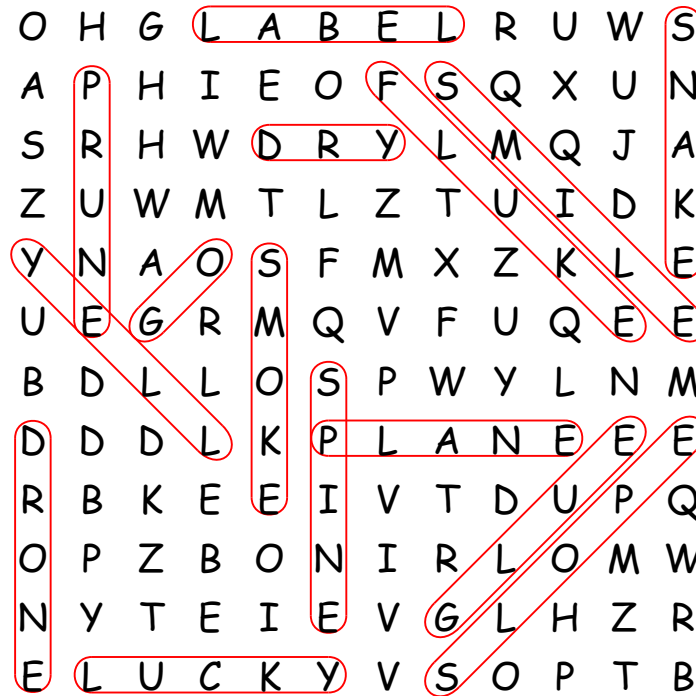 O H G L A B E L R U W S
A P H I E O F S Q X U N
S R H W D R Y L M Q J A
Z U W M T L Z T U I D K
Y N A O S F M X Z K L E
U E G R M Q V F U Q E E
B D L L O S P W Y L N M
D D D L K P L A N E E E
R B K E E I V T D U P Q
O P Z B O N I R L O M W
N Y T E I E V G L H Z R
E L U C K Y V S O P T B